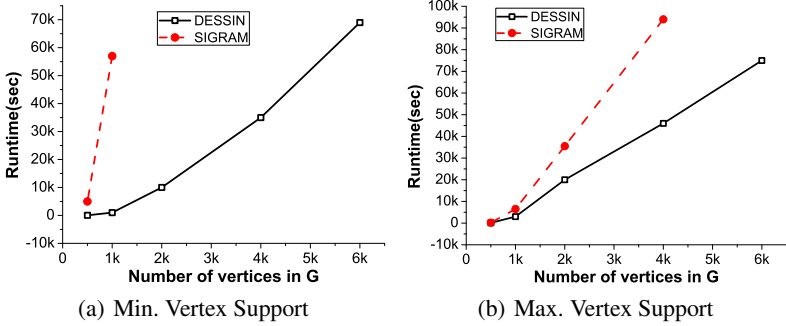 DESSIN
SIGRAM
70k
60k
50k
40k
30k
20k
10k
0
-10k
Runtime(sec)
0 1k 2k 3k 4k 5k 6k
Number of vertices in G
(a) Min. Vertex Support
DESSIN
SIGRAM
100k
90k
80k
70k
60k
50k
40k
30k
20k
10k
0
-10k
Runtime(sec)
0 1k 2k 3k 4k 5k 6k
Number of vertices in G
(b) Max. Vertex Support